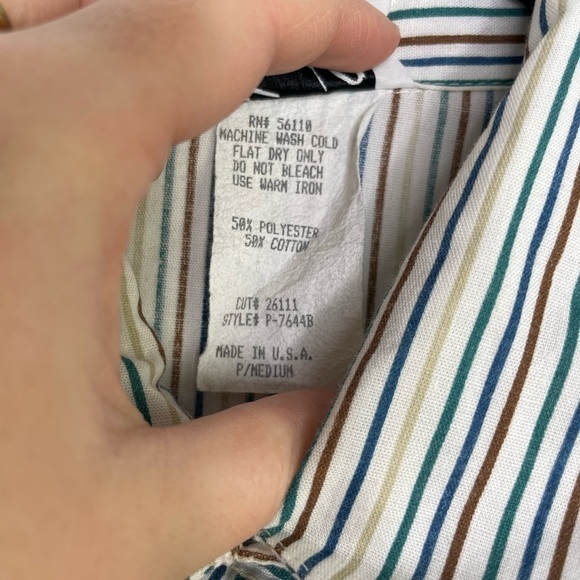 RN# 56110
MACHINE WASH COLD
FLAT DRY ONLY
DO NOT BLEACH
USE WARM IRON
50% POLYESTER
50% COTTON
CUT# 26111
STYLE# P-7644B
MADE IN U.S.A.
P/MEDIUM